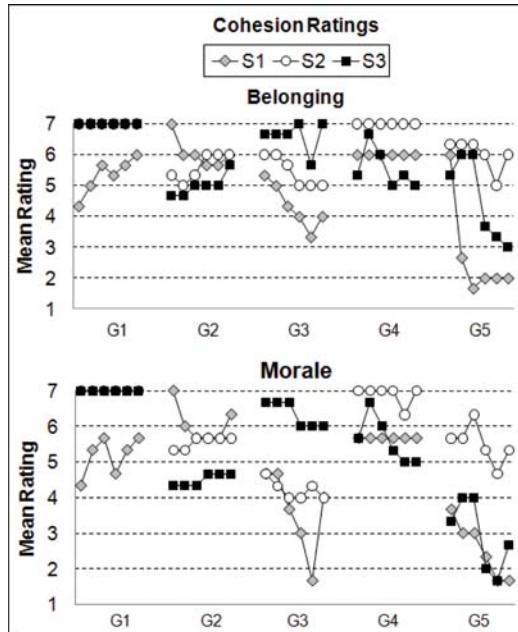 Cohesion Ratings
S1 S2 S3
Belonging
Mean Rating
7
6
5
4
3
2
1
G1 G2 G3 G4 G5
Morale
Mean Rating
7
6
5
4
3
2
1
G1 G2 G3 G4 G5